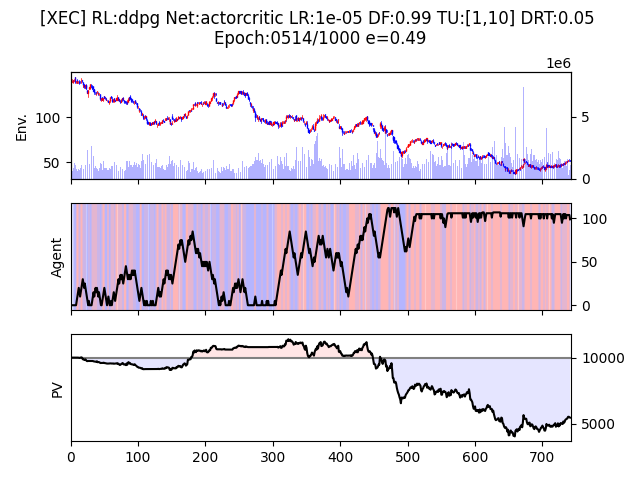 [XEC] RL:ddpg Net:actorcritic LR:1e-05 DF:0.99 TU:[1,10] DRT:0.05
Epoch:0514/1000 e=0.49
1e6
Env.
100
50
5
0
Agent
100
50
0
PV
10000
5000
0 100 200 300 400 500 600 700